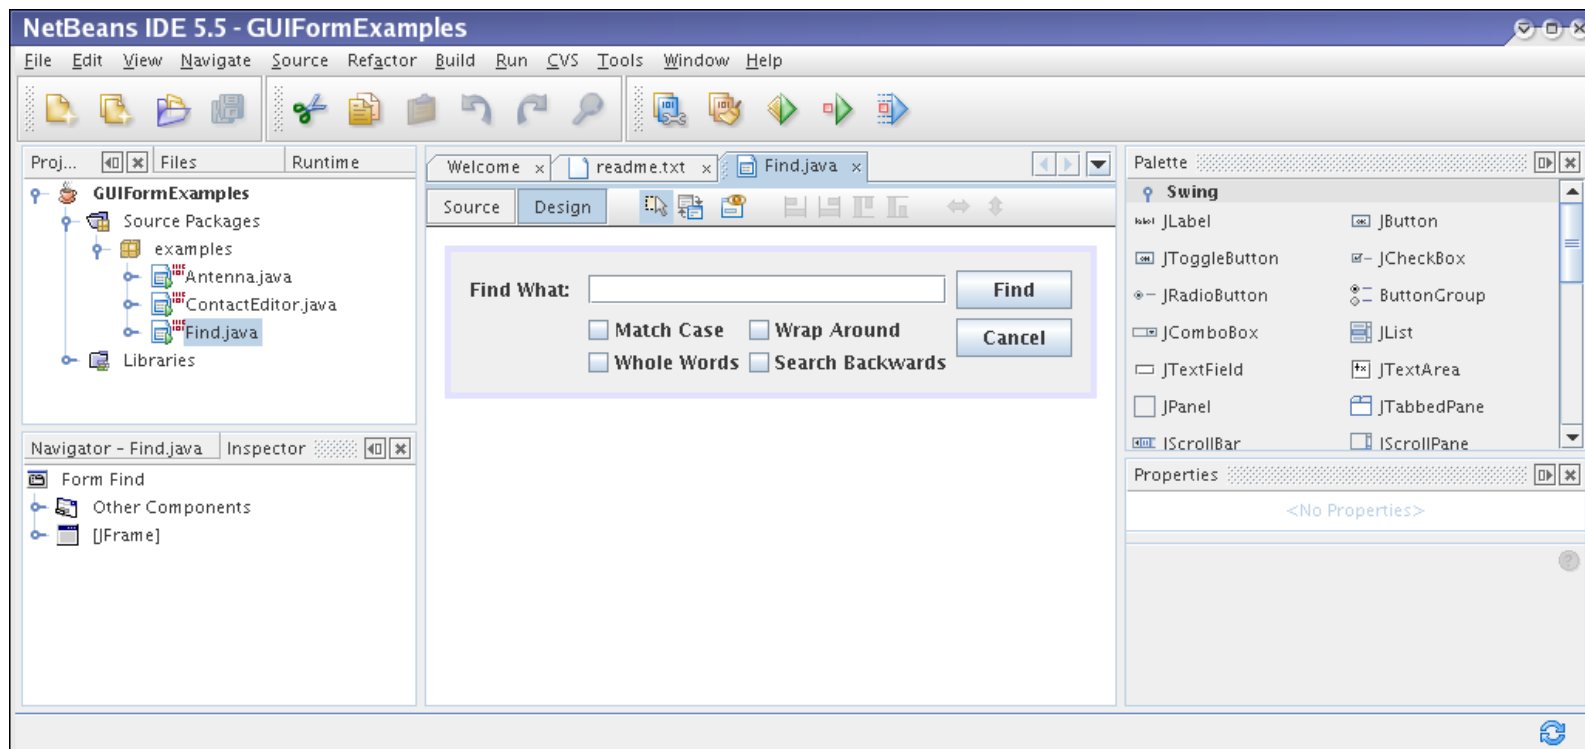 NetBeans IDE 5.5 - GUIFormExamples
File Edit View Navigate Source Refactor Build Run CVS Tools Window Help
Proj... Files Runtime
GUIFormExamples
Source Packages
examples
Antenna.java
ContactEditor.java
Find.java
Libraries
Navigator - Find.java Inspector
Form Find
Other Components
[JFrame]
Welcome readme.txt Find.java
Source Design
Find What: Find
Match Case Wrap Around Cancel
Whole Words Search Backwards
Palette
Swing
JLabel JButton
JToggleButton JCheckBox
JRadioButton ButtonGroup
JComboBox JList
JTextField JTextArea
JPanel JTabbedPane
JScrollBar JScrollPane
Properties
<No Properties>